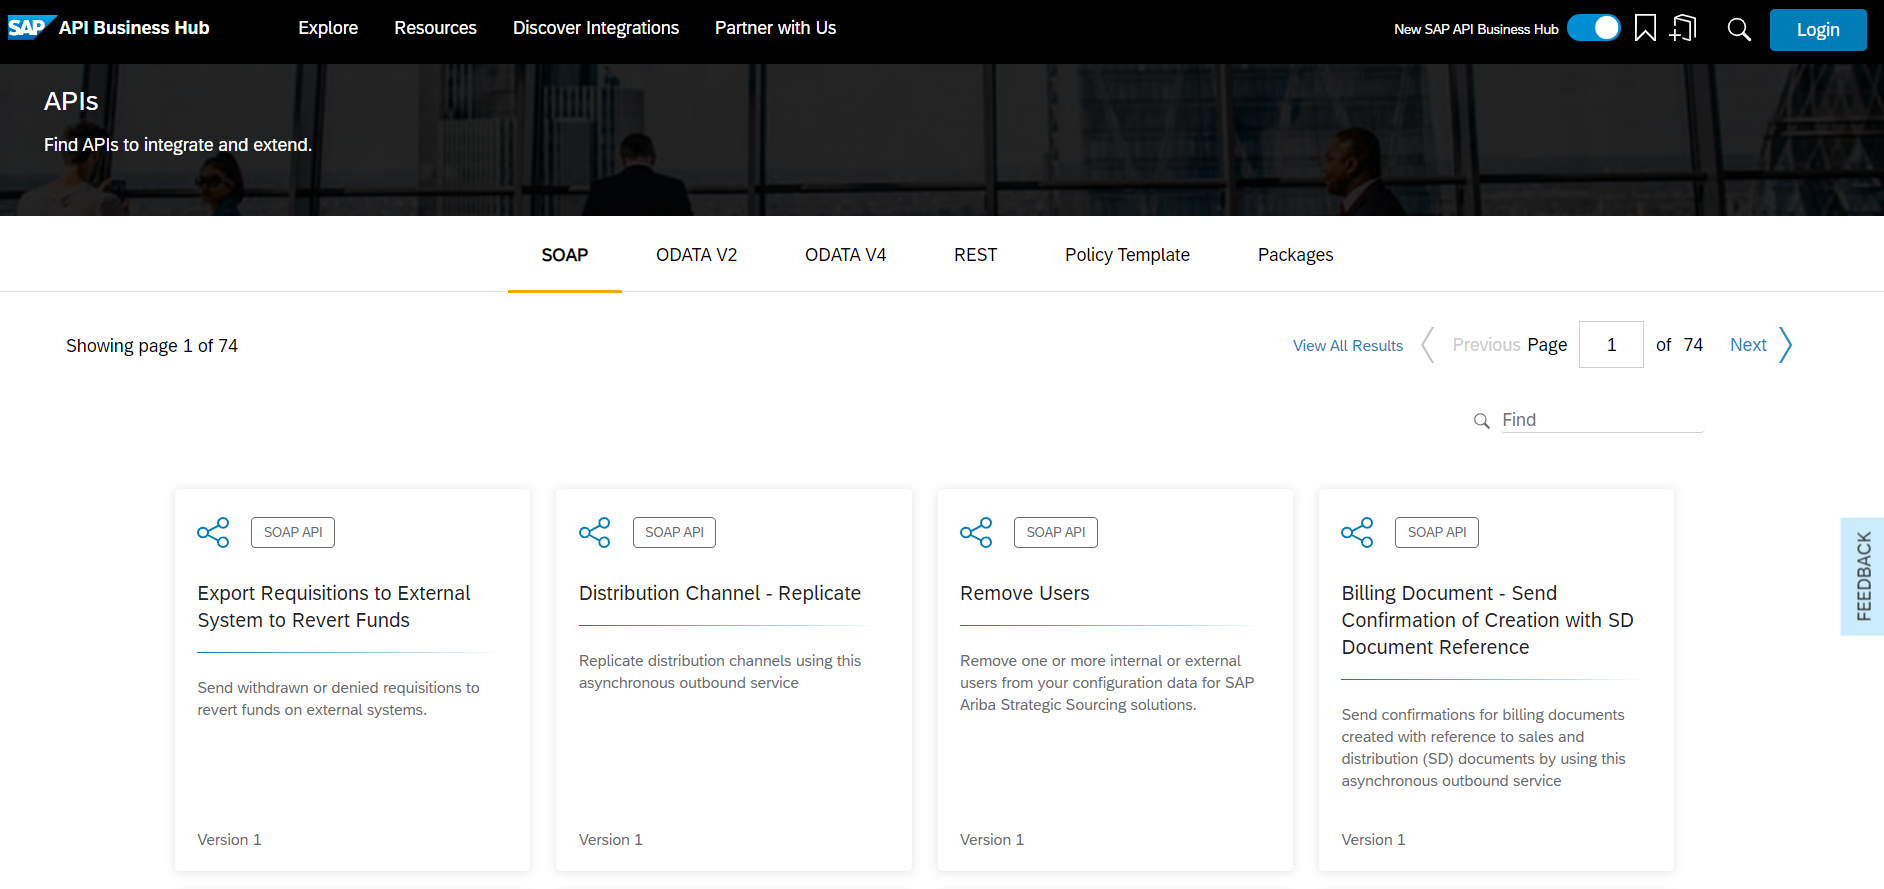 SAP API Business Hub Explore Resources Discover Integrations Partner with Us New SAP API Business Hub Login
APIs
Find APIs to integrate and extend.
SOAP ODATA V2 ODATA V4 REST Policy Template Packages
Showing page 1 of 74 View All Results Previous Page 1 of 74 Next
Find
SOAP API
Export Requisitions to External
System to Revert Funds
Send withdrawn or denied requisitions to
revert funds on external systems.
Version 1
SOAP API
Distribution Channel - Replicate
Replicate distribution channels using this
asynchronous outbound service
Version 1
SOAP API
Remove Users
Remove one or more internal or external
users from your configuration data for SAP
Ariba Strategic Sourcing solutions.
Version 1
SOAP API
Billing Document - Send
Confirmation of Creation with SD
Document Reference
Send confirmations for billing documents
created with reference to sales and
distribution (SD) documents by using this
asynchronous outbound service
Version 1
FEEDBACK